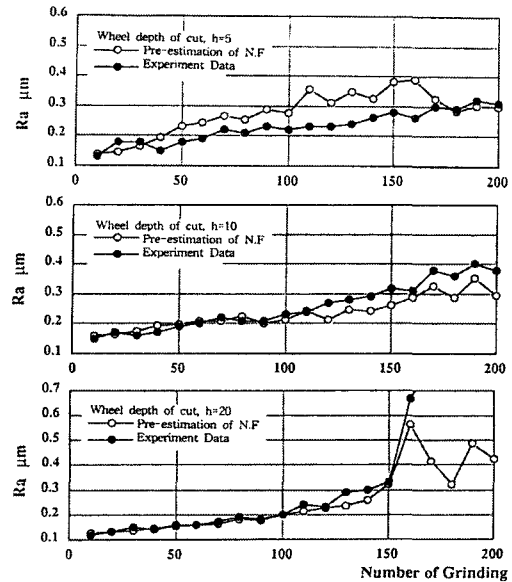 0.6
Wheel depth of cut, h=5
Pre-estimation of N.F
Experiment Data
0.5
0.4
0.3
0.2
0.1
Ra μm
0
50
100
150
200
0.6
Wheel depth of cut, h=10
Pre-estimation of N.F
Experiment Data
0.5
0.4
0.3
0.2
0.1
Ra μm
0
50
100
150
200
0.7
Wheel depth of cut, h=20
Pre-estimation of N.F
Experiment Data
0.6
0.5
0.4
0.3
0.2
0.1
Ra μm
0
50
100
150
200
Number of Grinding